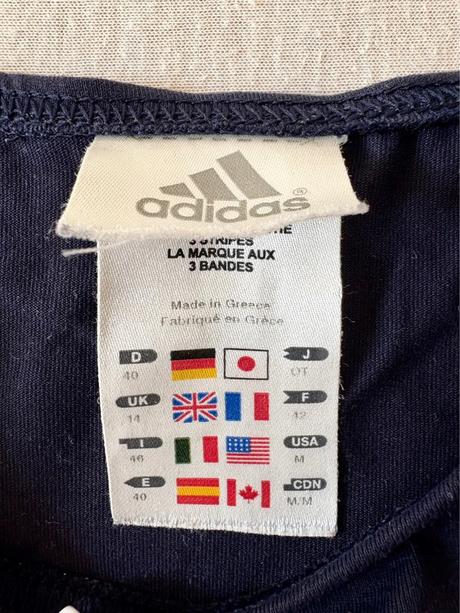 adidas
3 STRIPES
LA MARQUE AUX
3 BANDES
Made in Greece
Fabriqué en Grèce
D J
40 OT
UK F
14 42
I USA
46 M
E CDN
40 M/M